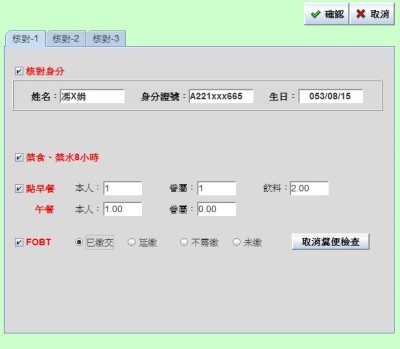 確認 取消
核對-1 核對-2 核對-3
核對身分
姓名：馮X娟 身分證號：A221xxx665 生日：053/08/15
禁食、禁水8小時
點早餐 本人：1 眷屬：1 飲料：2.00
午餐 本人：1.00 眷屬：0.00
FOBT 已繳交 延繳 不需繳 未繳 取消糞便檢查